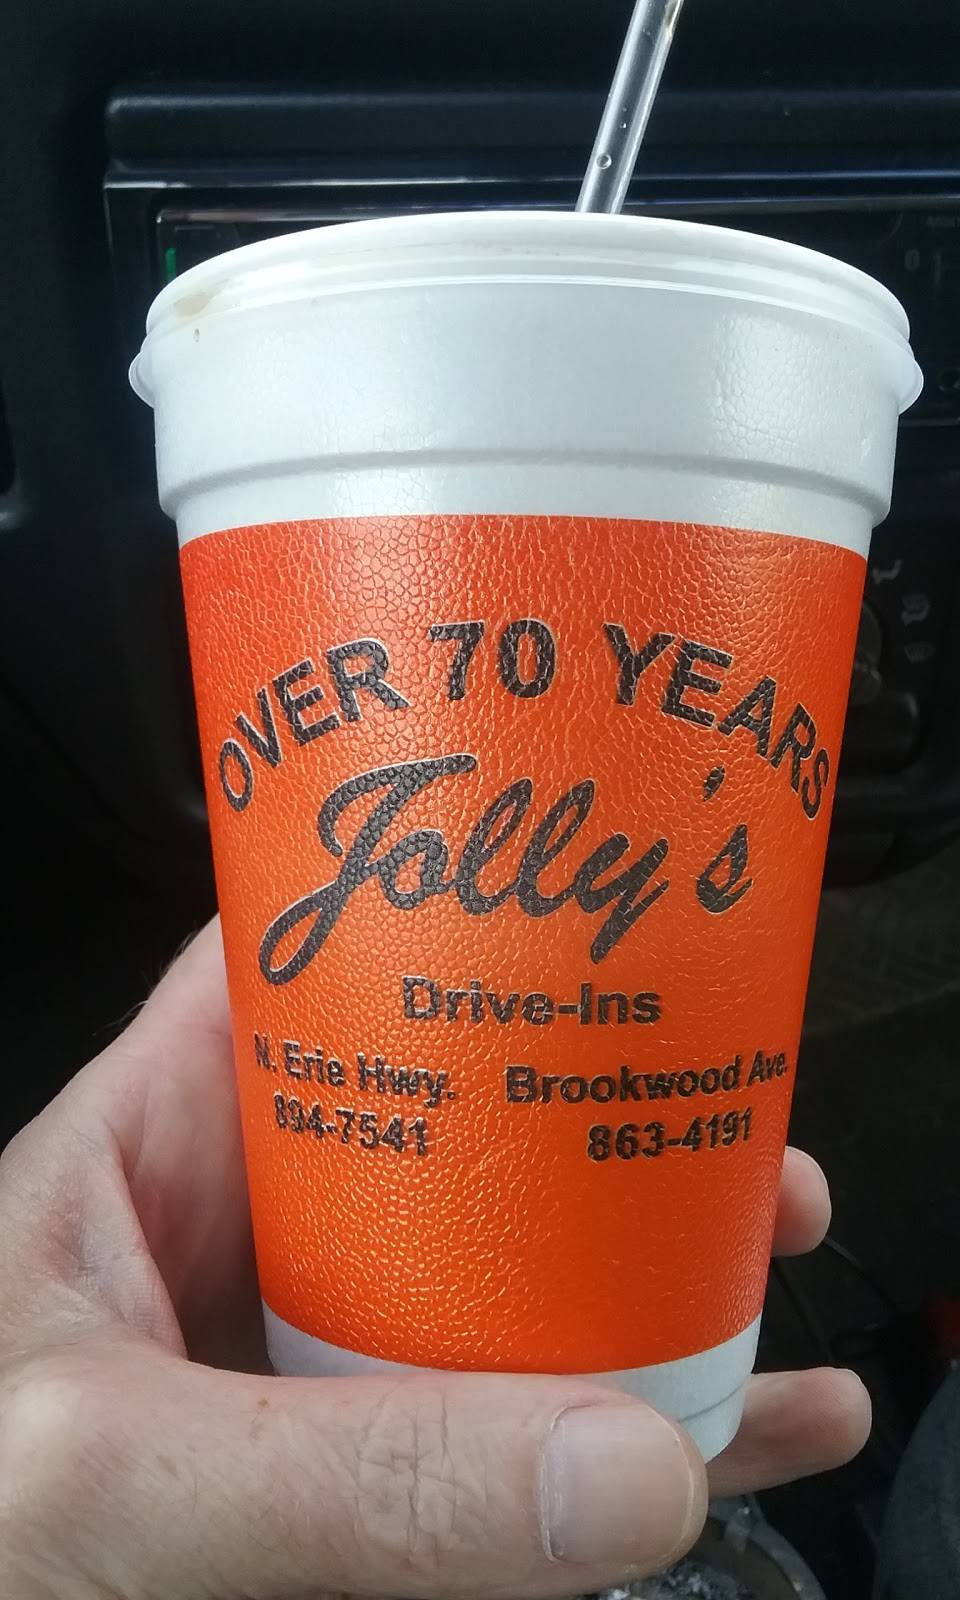 OVER 70 YEARS
Jolly's
Drive-Ins
N. Erie Hwy. Brookwood Ave.
894-7541 863-4191